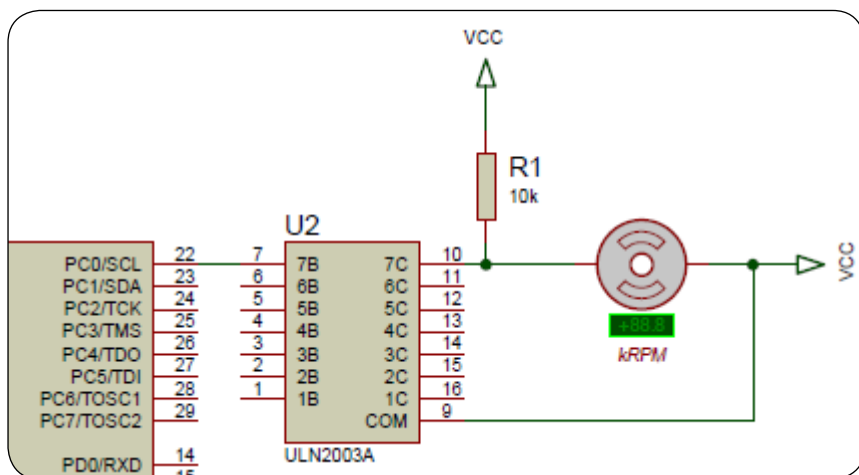 VCC
R1
10k
U2
PC0/SCL 22 7 7B 7C 10
PC1/SDA 23 6 6B 6C 11
PC2/TCK 24 5 5B 5C 12
PC3/TMS 25 4 4B 4C 13
PC4/TDO 26 3 3B 3C 14
PC5/TDI 27 2 2B 2C 15
PC6/TOSC1 28 1 1B 1C 16
PC7/TOSC2 29 COM 9
VCC
+88.8
kRPM
ULN2003A
PD0/RXD 14